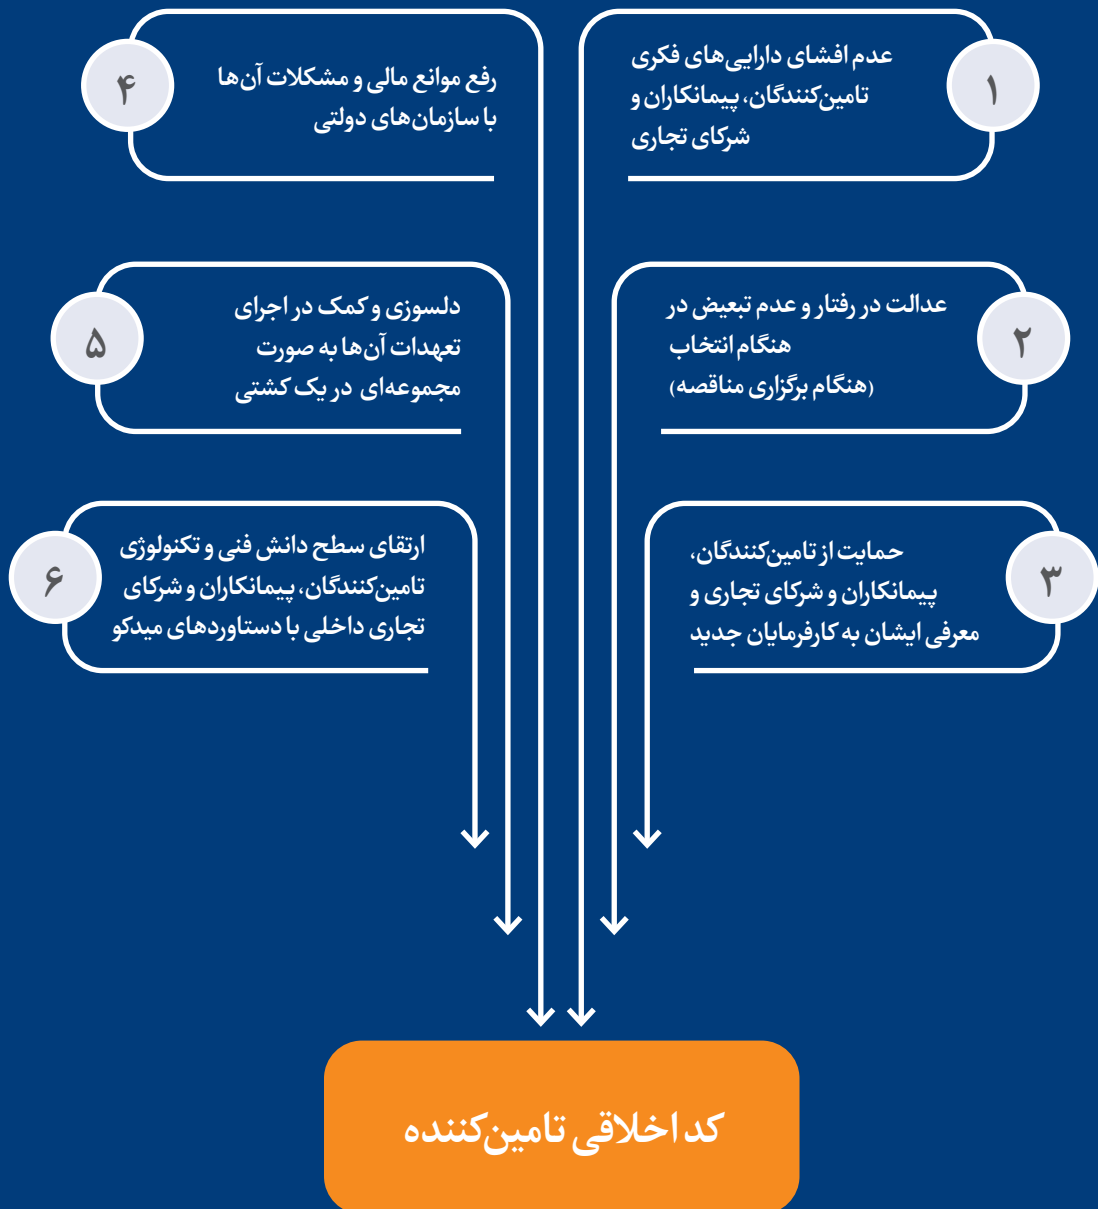 ۱
عدم افشای دارایی‌های فکری
تامین‌کنندگان، پیمانکاران و
شرکای تجاری
۲
عدالت در رفتار و عدم تبعیض در
هنگام انتخاب
(هنگام برگزاری مناقصه)
۳
حمایت از تامین‌کنندگان،
پیمانکاران و شرکای تجاری و
معرفی ایشان به کارفرمایان جدید
۴
رفع موانع مالی و مشکلات آن‌ها
با سازمان‌های دولتی
۵
دلسوزی و کمک در اجرای
تعهدات آن‌ها به صورت
مجموعه‌ای در یک کشتی
۶
ارتقای سطح دانش فنی و تکنولوژی
تامین‌کنندگان، پیمانکاران و شرکای
تجاری داخلی با دستاوردهای میدکو
کد اخلاقی تامین‌کننده